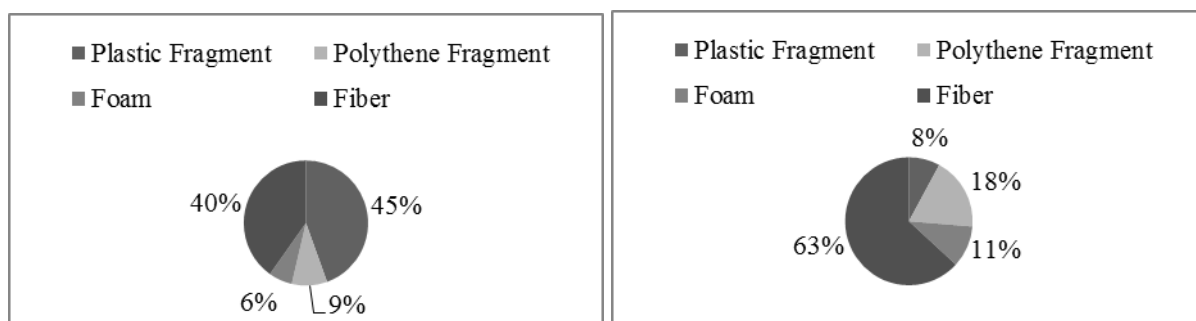 Plastic Fragment Polythene Fragment
Foam Fiber
40% 45%
6% 9%
Plastic Fragment Polythene Fragment
Foam Fiber
8%
18%
63% 11%